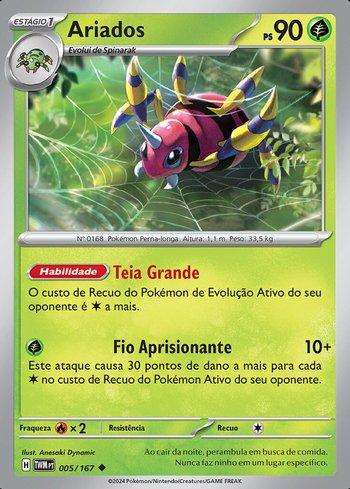 ESTÁGIO 1
Ariados
PS 90
Evolui de Spinarak
Nº 0168 Pokémon Perna-longa Altura: 1,1 m Peso: 33,5 kg
Habilidade Teia Grande
O custo de Recuo do Pokémon de Evolução Ativo do seu
oponente é a mais.
Fio Aprisionante 10+
Este ataque causa 30 pontos de dano a mais para cada
no custo de Recuo do Pokémon Ativo do seu oponente.
Fraqueza × 2 Resistência Recuo
Ilust. Anesaki Dynamic
H TWM PT 005/167
Ao cair da noite, perambula em busca de comida.
Nunca faz ninho em um lugar específico.
©2024 Pokémon/Nintendo/Creatures/GAME FREAK